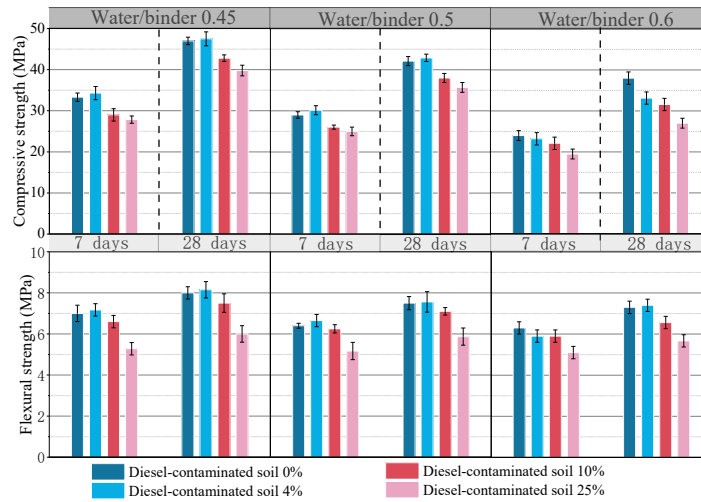 Water/binder 0.45 Water/binder 0.5 Water/binder 0.6
Compressive strength (MPa)
50
40
30
20
10
0
7 days 28 days 7 days 28 days 7 days 28 days
Flexural strength (MPa)
10
8
6
4
2
0
Diesel-contaminated soil 0% Diesel-contaminated soil 10%
Diesel-contaminated soil 4% Diesel-contaminated soil 25%